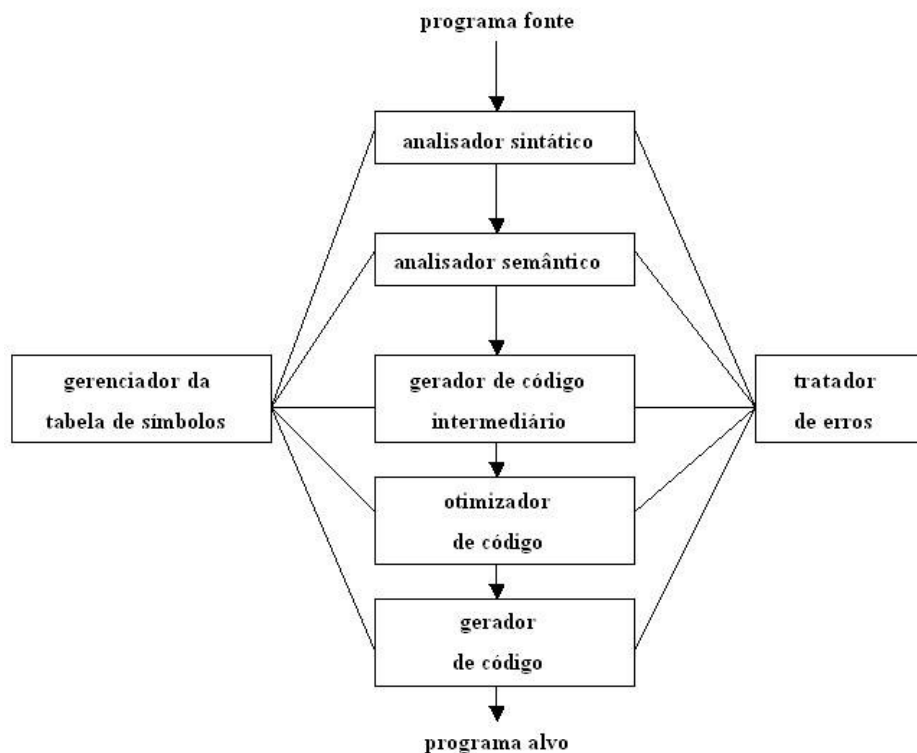 programa fonte
analisador sintático
analisador semântico
gerenciador da
tabela de símbolos
gerador de código
intermediário
tratador
de erros
otimizador
de código
gerador
de código
programa alvo